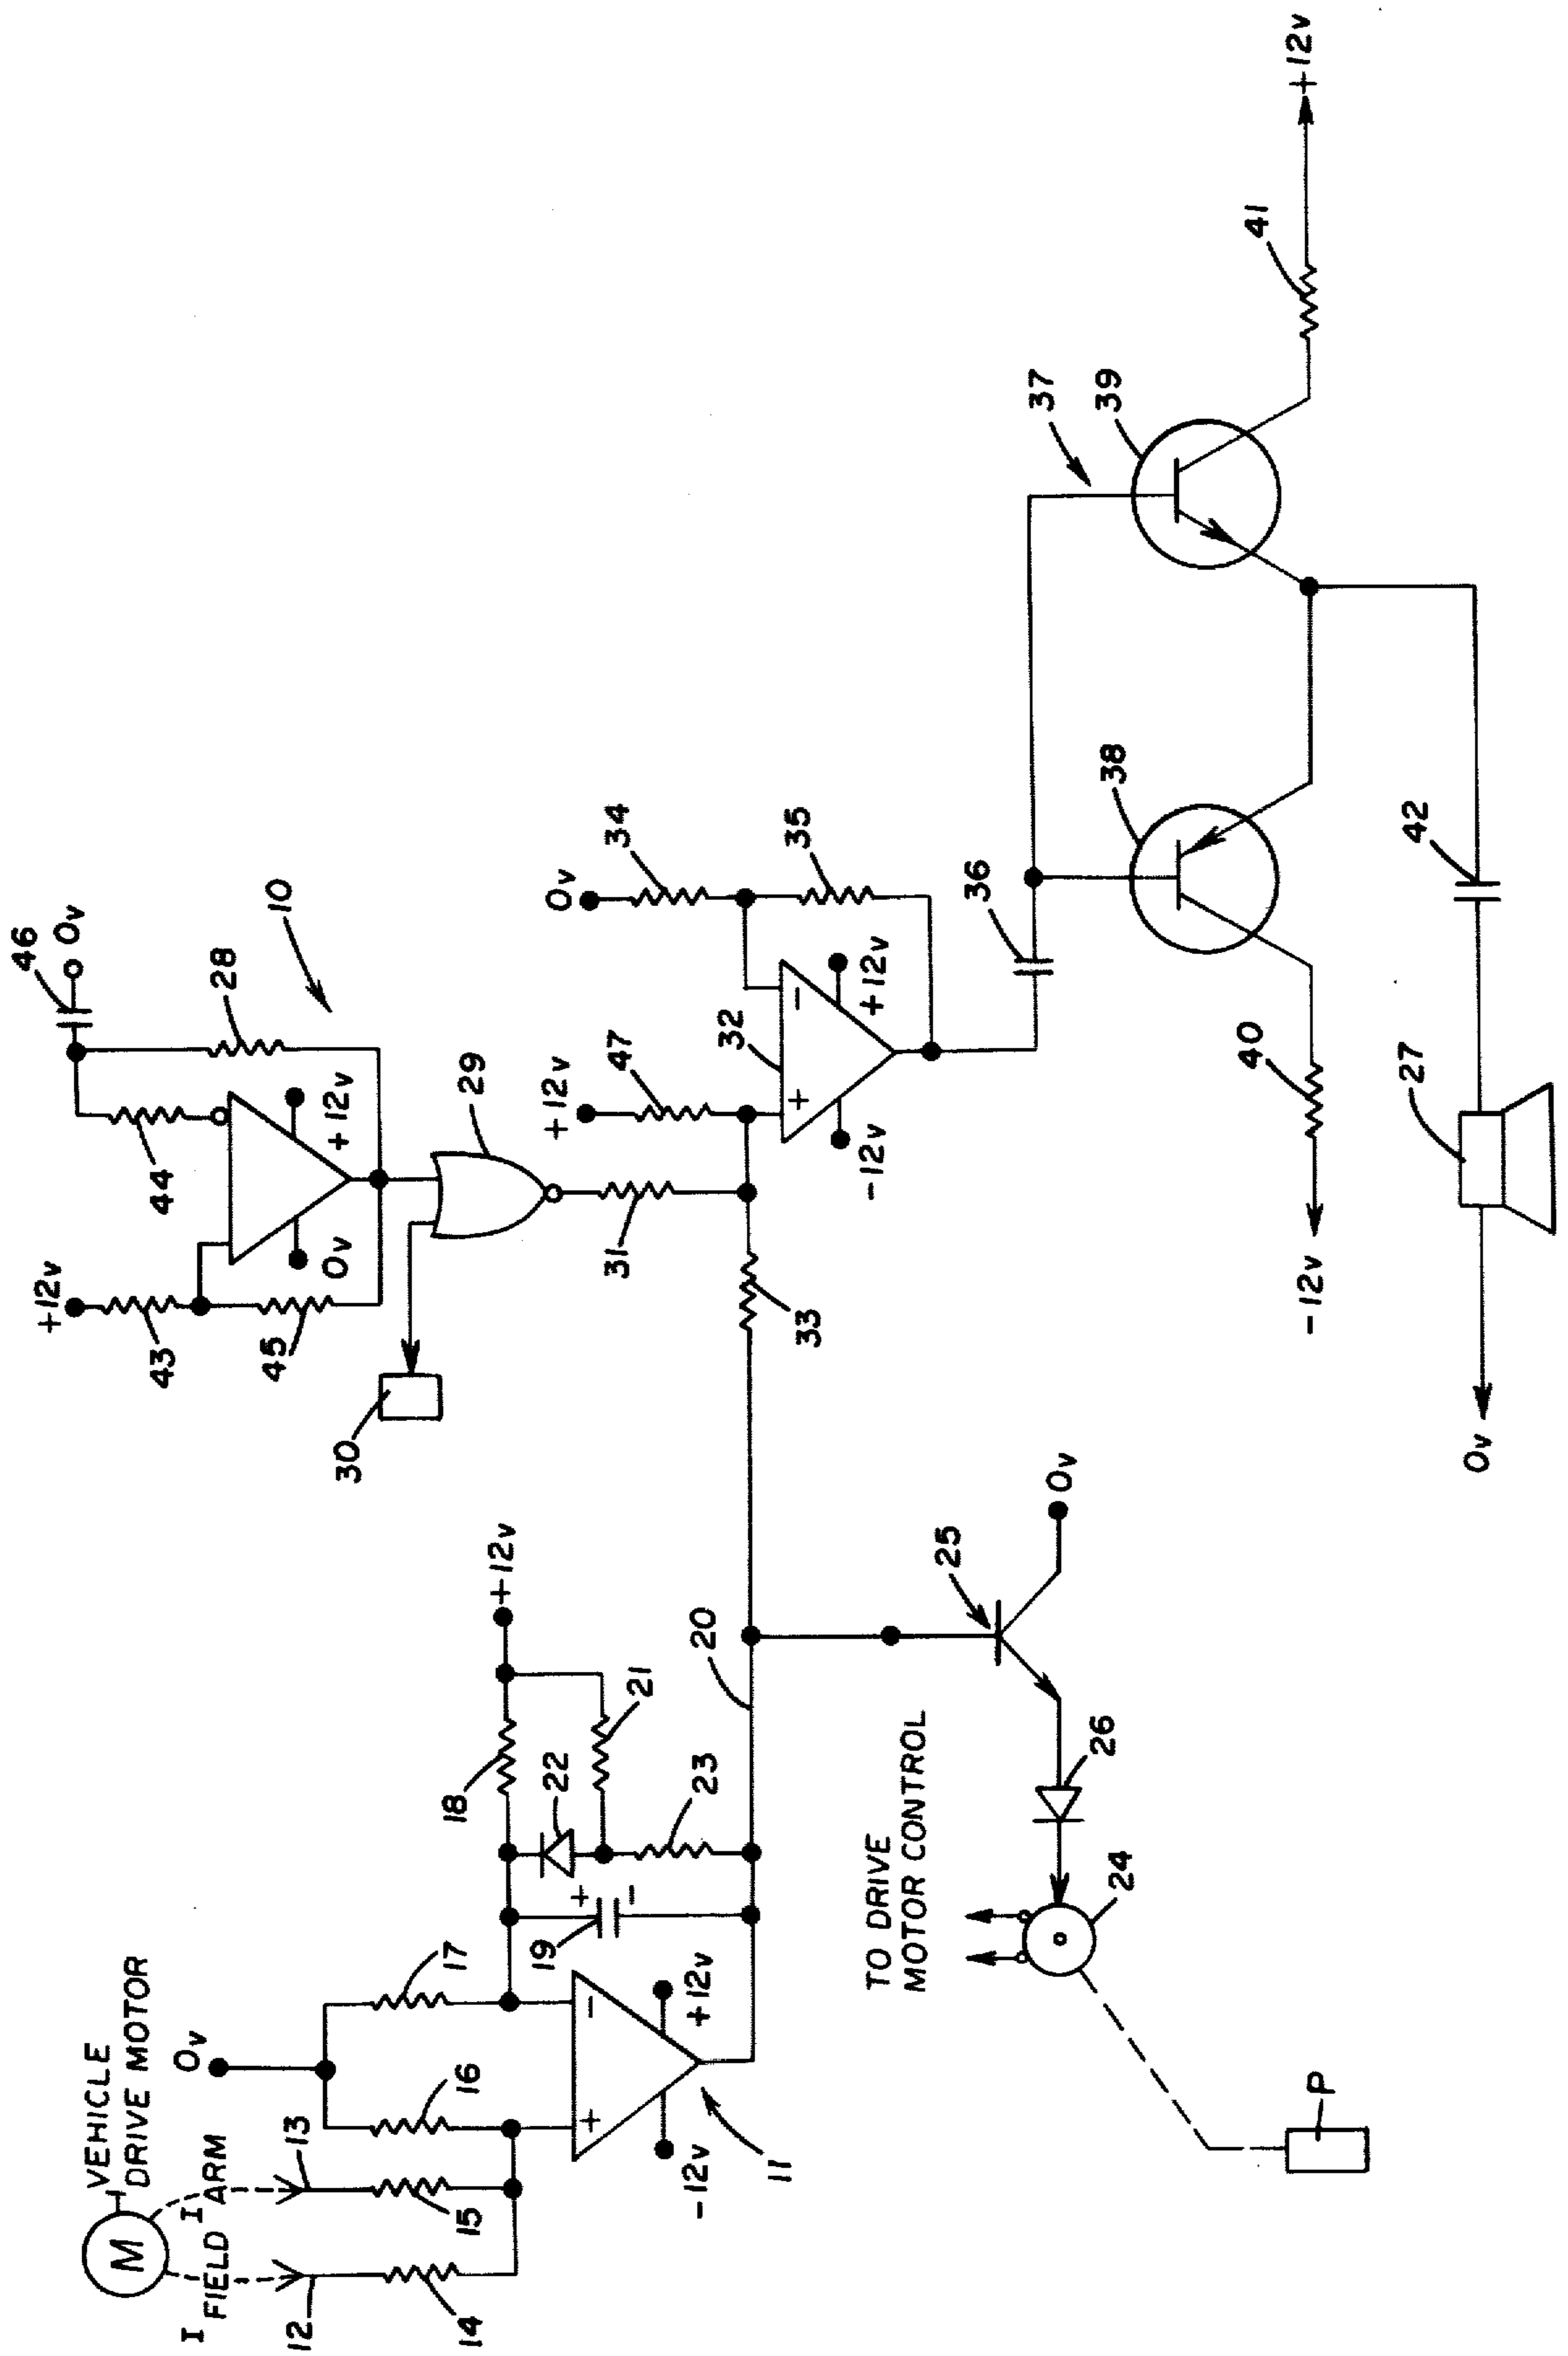 VEHICLE
DRIVE MOTOR
M
I FIELD
I ARM
12
13
0v
14
15
16
17
+
-
-12v
+12v
11
18
+12v
19
+
-
22
21
23
20
TO DRIVE
MOTOR CONTROL
25
0v
26
24
P
+12v
43
44
45
46
0v
28
10
0v
+12v
30
29
31
33
+12v
47
0v
34
35
32
+
-
-12v
+12v
36
37
38
39
40
-12v
41
+12v
42
27
0v